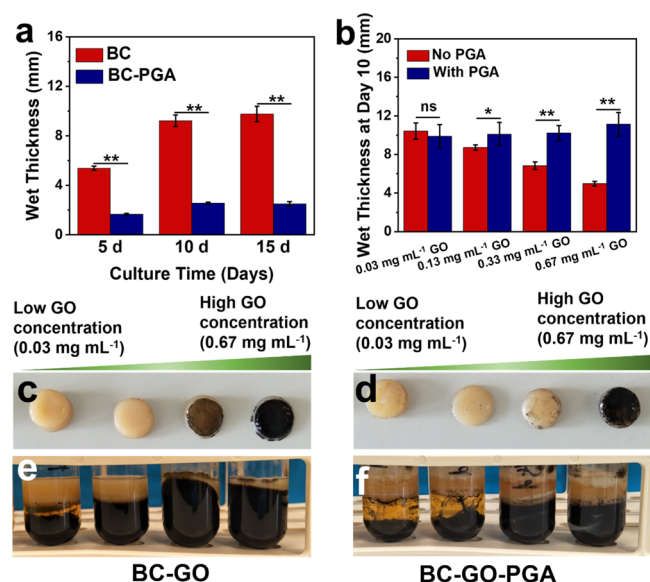 a
Wet Thickness (mm)
16
12
8
4
0
BC
BC-PGA
**
**
**
5 d
10 d
15 d
Culture Time (Days)
b
Wet Thickness at Day 10 (mm)
20
16
12
8
4
0
No PGA
With PGA
ns
*
**
**
0.03 mg mL⁻¹ GO
0.13 mg mL⁻¹ GO
0.33 mg mL⁻¹ GO
0.67 mg mL⁻¹ GO
Low GO
concentration
(0.03 mg mL⁻¹)
High GO
concentration
(0.67 mg mL⁻¹)
Low GO
concentration
(0.03 mg mL⁻¹)
High GO
concentration
(0.67 mg mL⁻¹)
c
d
e
f
BC-GO
BC-GO-PGA